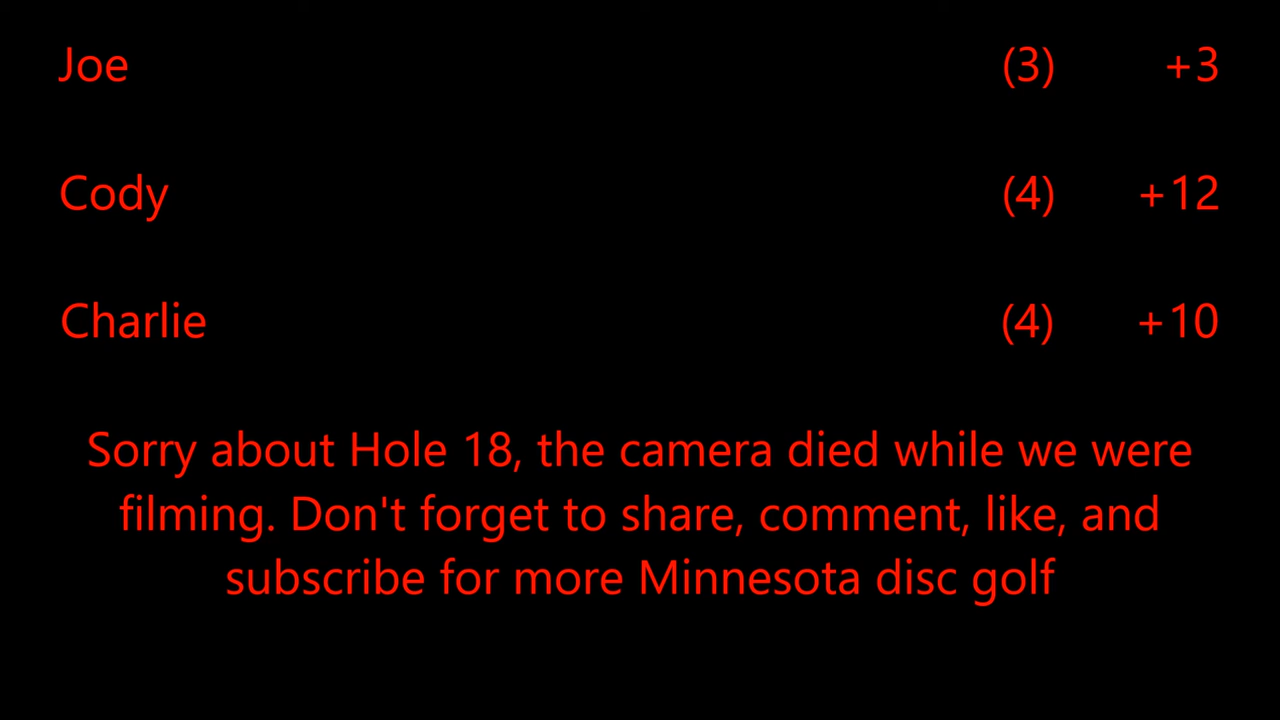 Joe (3) +3
Cody (4) +12
Charlie (4) +10
Sorry about Hole 18, the camera died while we were
filming. Don't forget to share, comment, like, and
subscribe for more Minnesota disc golf